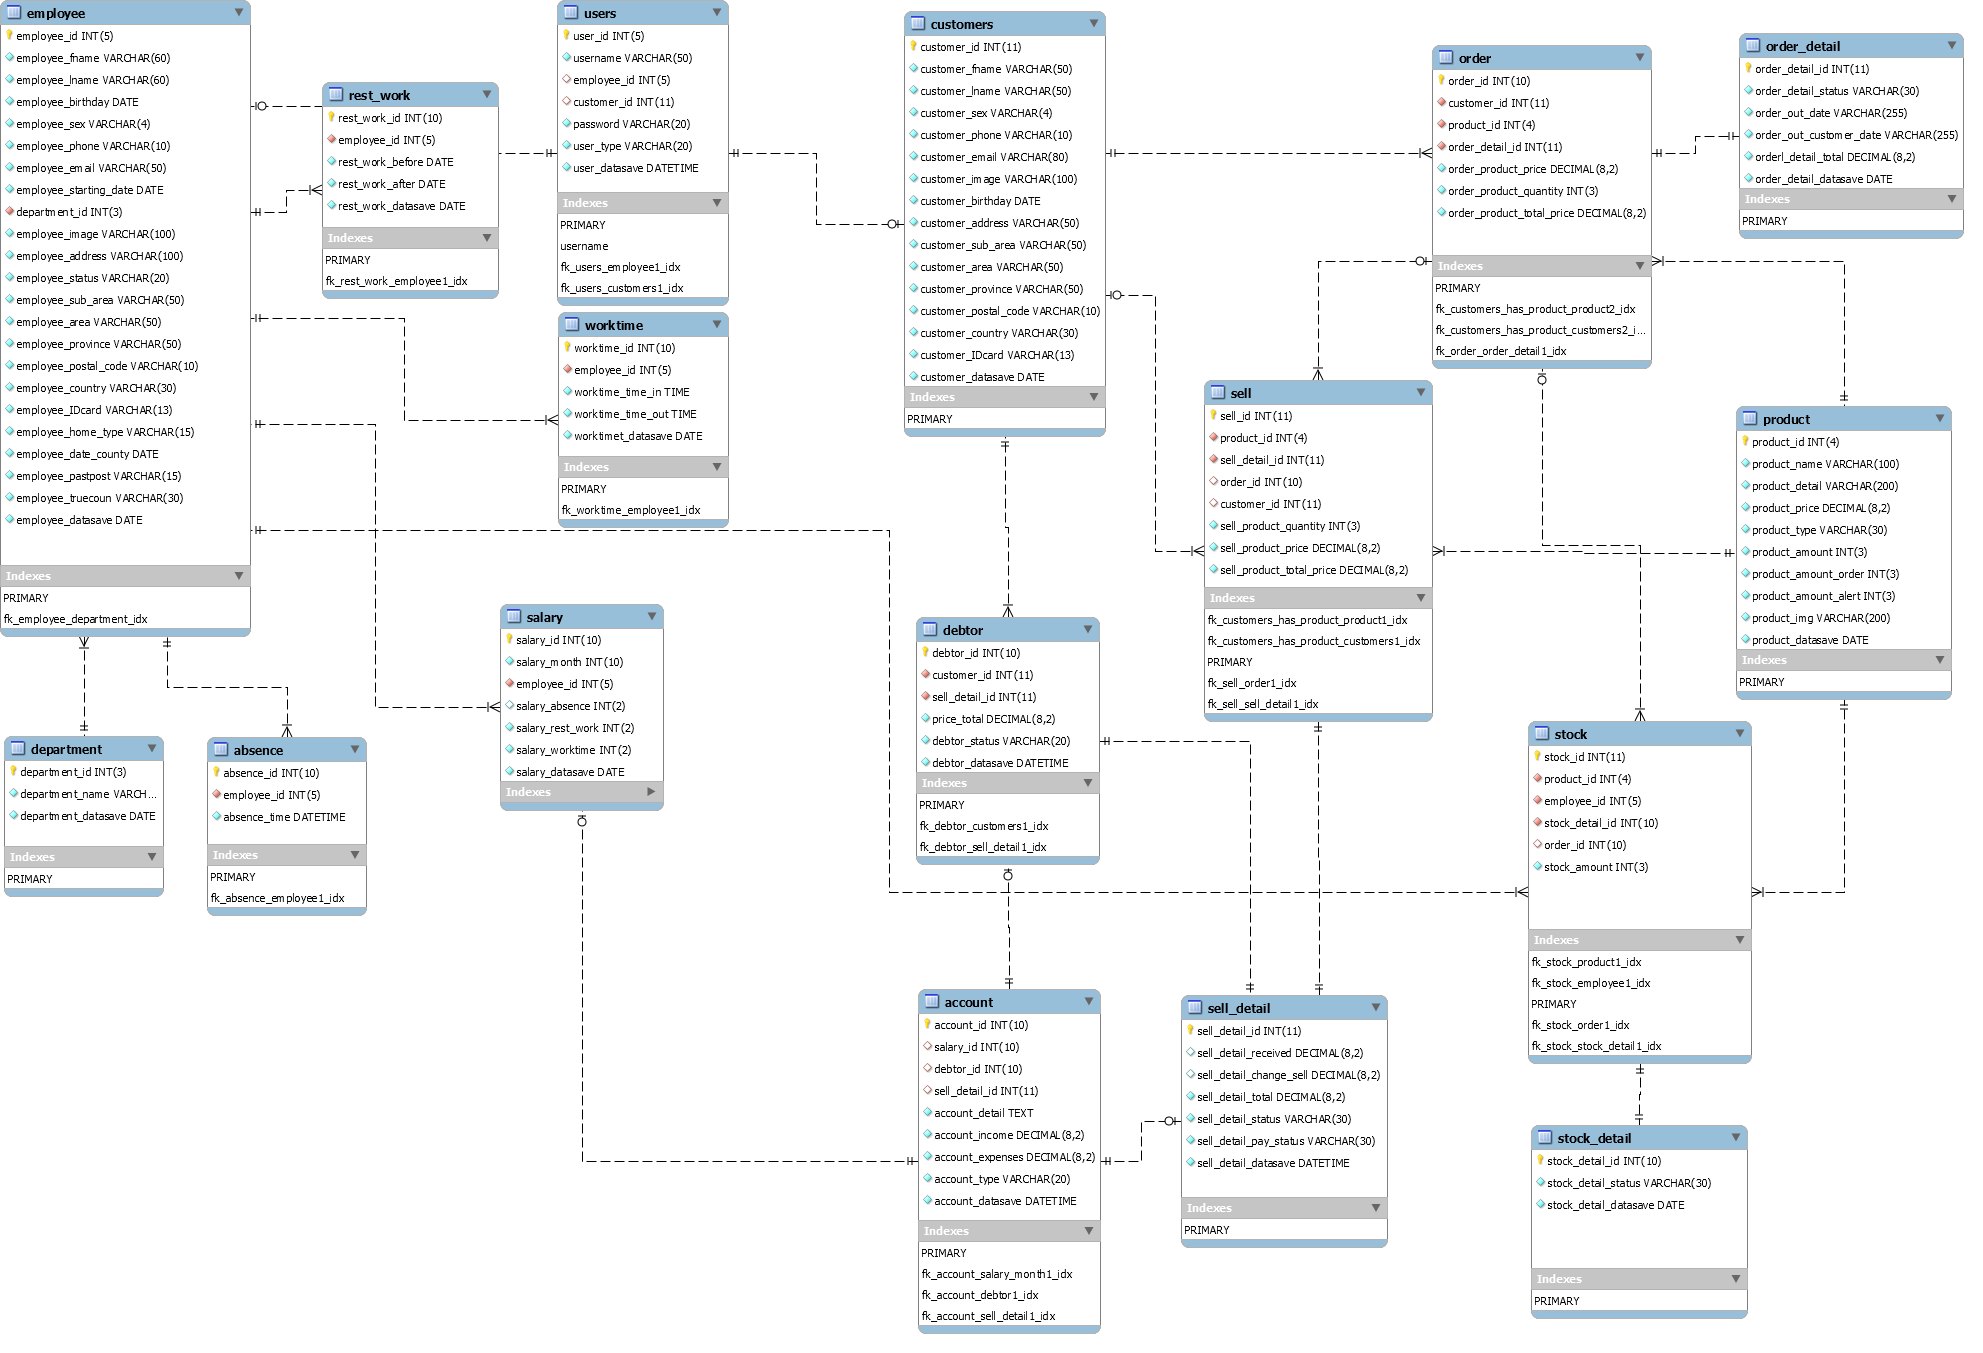 employee
employee_id INT(5)
employee_fname VARCHAR(60)
employee_lname VARCHAR(60)
employee_birthday DATE
employee_sex VARCHAR(4)
employee_phone VARCHAR(10)
employee_email VARCHAR(50)
employee_starting_date DATE
department_id INT(3)
employee_image VARCHAR(100)
employee_address VARCHAR(100)
employee_status VARCHAR(20)
employee_sub_area VARCHAR(50)
employee_area VARCHAR(50)
employee_province VARCHAR(50)
employee_postal_code VARCHAR(10)
employee_country VARCHAR(30)
employee_IDcard VARCHAR(13)
employee_home_type VARCHAR(15)
employee_date_county DATE
employee_pastpost VARCHAR(15)
employee_truecoun VARCHAR(30)
employee_datasave DATE
Indexes
PRIMARY
fk_employee_department_idx
rest_work
rest_work_id INT(10)
employee_id INT(5)
rest_work_before DATE
rest_work_after DATE
rest_work_datasave DATE
Indexes
PRIMARY
fk_rest_work_employee1_idx
users
user_id INT(5)
username VARCHAR(50)
employee_id INT(5)
customer_id INT(11)
password VARCHAR(20)
user_type VARCHAR(20)
user_datasave DATETIME
Indexes
PRIMARY
username
fk_users_employee1_idx
fk_users_customers1_idx
worktime
worktime_id INT(10)
employee_id INT(5)
worktime_time_in TIME
worktime_time_out TIME
worktimet_datasave DATE
Indexes
PRIMARY
fk_worktime_employee1_idx
customers
customer_id INT(11)
customer_fname VARCHAR(50)
customer_lname VARCHAR(50)
customer_sex VARCHAR(4)
customer_phone VARCHAR(10)
customer_email VARCHAR(80)
customer_image VARCHAR(100)
customer_birthday DATE
customer_address VARCHAR(50)
customer_sub_area VARCHAR(50)
customer_area VARCHAR(50)
customer_province VARCHAR(50)
customer_postal_code VARCHAR(10)
customer_country VARCHAR(30)
customer_IDcard VARCHAR(13)
customer_datasave DATE
Indexes
PRIMARY
order
order_id INT(10)
customer_id INT(11)
product_id INT(4)
order_detail_id INT(11)
order_product_price DECIMAL(8,2)
order_product_quantity INT(3)
order_product_total_price DECIMAL(8,2)
Indexes
PRIMARY
fk_customers_has_product_product2_idx
fk_customers_has_product_customers2_i...
fk_order_order_detail1_idx
order_detail
order_detail_id INT(11)
order_detail_status VARCHAR(30)
order_out_date VARCHAR(255)
order_out_customer_date VARCHAR(255)
orderl_detail_total DECIMAL(8,2)
order_detail_datasave DATE
Indexes
PRIMARY
sell
sell_id INT(11)
product_id INT(4)
sell_detail_id INT(11)
order_id INT(10)
customer_id INT(11)
sell_product_quantity INT(3)
sell_product_price DECIMAL(8,2)
sell_product_total_price DECIMAL(8,2)
Indexes
fk_customers_has_product_product1_idx
fk_customers_has_product_customers1_idx
PRIMARY
fk_sell_order1_idx
fk_sell_sell_detail1_idx
product
product_id INT(4)
product_name VARCHAR(100)
product_detail VARCHAR(200)
product_price DECIMAL(8,2)
product_type VARCHAR(30)
product_amount INT(3)
product_amount_order INT(3)
product_amount_alert INT(3)
product_img VARCHAR(200)
product_datasave DATE
Indexes
PRIMARY
department
department_id INT(3)
department_name VARCH...
department_datasave DATE
Indexes
PRIMARY
absence
absence_id INT(10)
employee_id INT(5)
absence_time DATETIME
Indexes
PRIMARY
fk_absence_employee1_idx
salary
salary_id INT(10)
salary_month INT(10)
employee_id INT(5)
salary_absence INT(2)
salary_rest_work INT(2)
salary_worktime INT(2)
salary_datasave DATE
Indexes
debtor
debtor_id INT(10)
customer_id INT(11)
sell_detail_id INT(11)
price_total DECIMAL(8,2)
debtor_status VARCHAR(20)
debtor_datasave DATETIME
Indexes
PRIMARY
fk_debtor_customers1_idx
fk_debtor_sell_detail1_idx
stock
stock_id INT(11)
product_id INT(4)
employee_id INT(5)
stock_detail_id INT(10)
order_id INT(10)
stock_amount INT(3)
Indexes
fk_stock_product1_idx
fk_stock_employee1_idx
PRIMARY
fk_stock_order1_idx
fk_stock_stock_detail1_idx
account
account_id INT(10)
salary_id INT(10)
debtor_id INT(10)
sell_detail_id INT(11)
account_detail TEXT
account_income DECIMAL(8,2)
account_expenses DECIMAL(8,2)
account_type VARCHAR(20)
account_datasave DATETIME
Indexes
PRIMARY
fk_account_salary_month1_idx
fk_account_debtor1_idx
fk_account_sell_detail1_idx
sell_detail
sell_detail_id INT(11)
sell_detail_received DECIMAL(8,2)
sell_detail_change_sell DECIMAL(8,2)
sell_detail_total DECIMAL(8,2)
sell_detail_status VARCHAR(30)
sell_detail_pay_status VARCHAR(30)
sell_detail_datasave DATETIME
Indexes
PRIMARY
stock_detail
stock_detail_id INT(10)
stock_detail_status VARCHAR(30)
stock_detail_datasave DATE
Indexes
PRIMARY